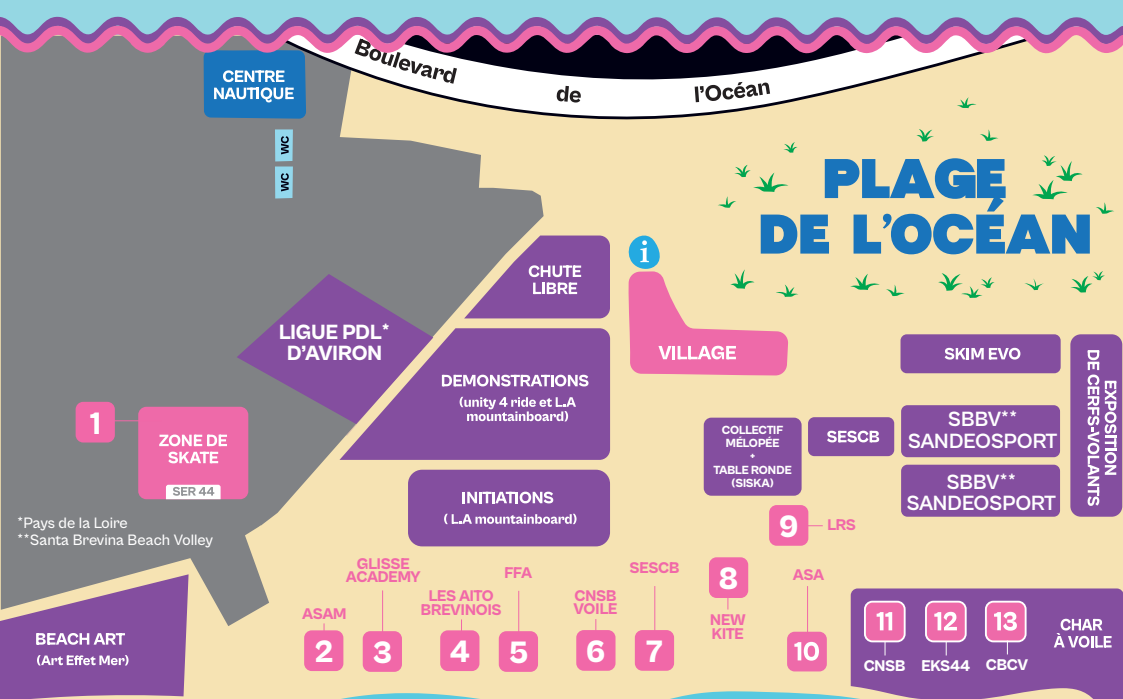 Boulevard de l'Océan
CENTRE
NAUTIQUE
WC
WC
PLAGE
DE L'OCÉAN
i
CHUTE
LIBRE
LIGUE PDL*
D'AVIRON
VILLAGE
DEMONSTRATIONS
(unity 4 ride et L.A
mountainboard)
SKIM EVO
EXPOSITION
DE CERFS-VOLANTS
1
ZONE DE
SKATE
SER 44
COLLECTIF
MÉLOPÉE
+
TABLE RONDE
(SISKA)
SESCB
SBBV**
SANDEOSPORT
SBBV**
SANDEOSPORT
INITIATIONS
( L.A mountainboard)
*Pays de la Loire
**Santa Brevina Beach Volley
9
LRS
BEACH ART
(Art Effet Mer)
ASAM
2
GLISSE
ACADEMY
3
LES AITO
BREVINOIS
4
FFA
5
CNSB
VOILE
6
SESCB
7
8
NEW
KITE
ASA
10
11
CNSB
12
EKS44
13
CBCV
CHAR
À VOILE